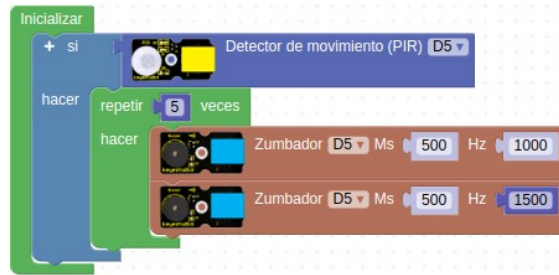 Inicializar
+ si Detector de movimiento (PIR) D5
hacer repetir 5 veces
hacer Zumbador D5 Ms 500 Hz 1000
Zumbador D5 Ms 500 Hz 1500